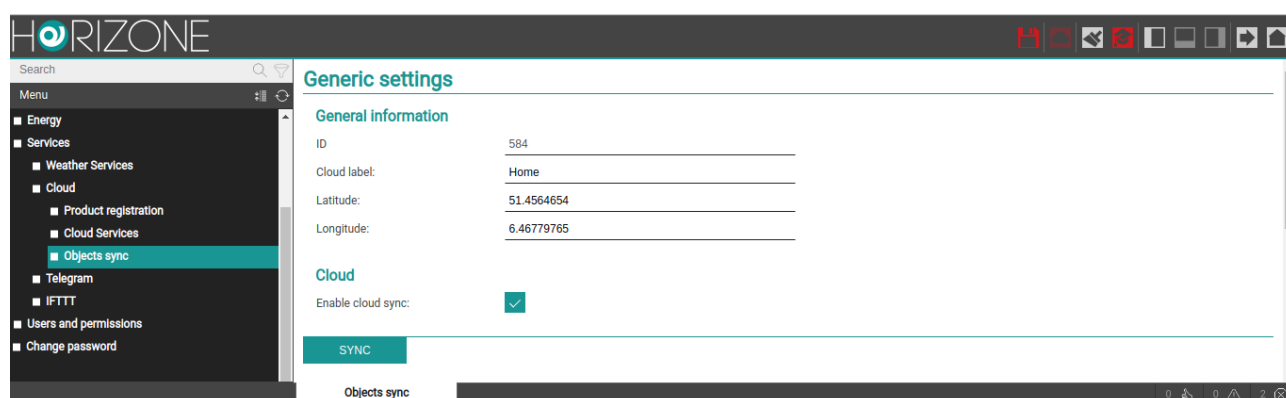 HORIZONE
Search
Menu
Energy
Services
Weather Services
Cloud
Product registration
Cloud Services
Objects sync
Telegram
IFTTT
Users and permissions
Change password
Generic settings
General information
ID 584
Cloud label: Home
Latitude: 51.4564654
Longitude: 6.46779765
Cloud
Enable cloud sync:
SYNC
Objects sync
0 0 2